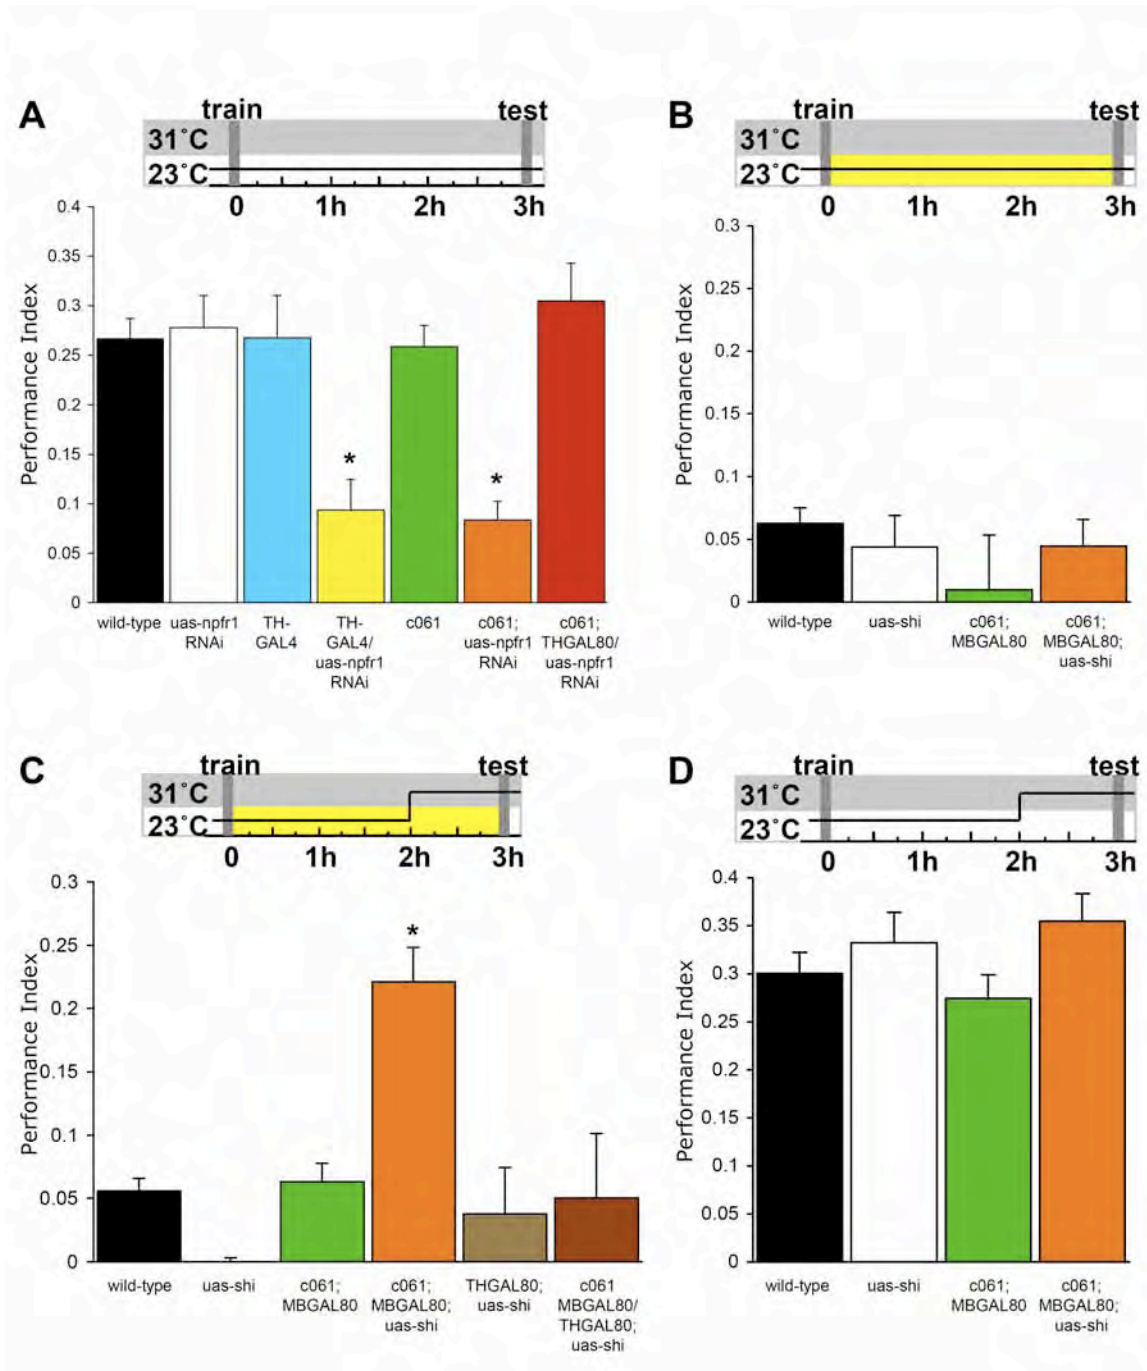 A
train test
31˚C
23˚C
0 1h 2h 3h
0.4
0.35
0.3
0.25
0.2
0.15
0.1
0.05
0
Performance Index
*
*
wild-type uas-npfr1 TH- TH- c061 c061; c061;
RNAi GAL4 GAL4/ uas-npfr1 THGAL80/
uas-npfr1 RNAi uas-npfr1
RNAi RNAi
B
train test
31˚C
23˚C
0 1h 2h 3h
0.3
0.25
0.2
0.15
0.1
0.05
0
Performance Index
wild-type uas-shi c061; c061;
MBGAL80 MBGAL80;
uas-shi
C
train test
31˚C
23˚C
0 1h 2h 3h
0.3
0.25
0.2
0.15
0.1
0.05
0
Performance Index
*
wild-type uas-shi c061; c061; THGAL80; c061
MBGAL80 MBGAL80; uas-shi MBGAL80/
uas-shi THGAL80;
uas-shi
D
train test
31˚C
23˚C
0 1h 2h 3h
0.4
0.35
0.3
0.25
0.2
0.15
0.1
0.05
0
Performance Index
wild-type uas-shi c061; c061;
MBGAL80 MBGAL80;
uas-shi